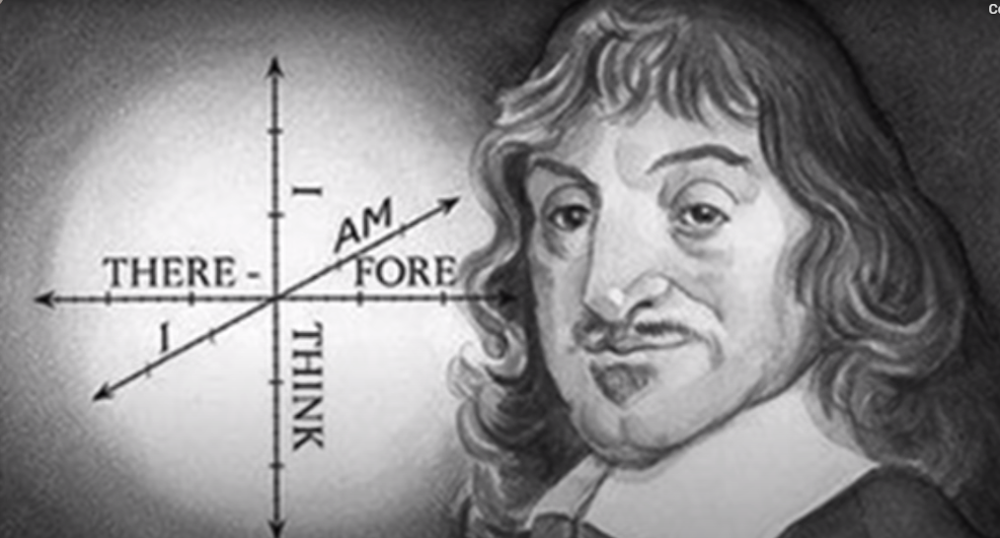 I THINK
THERE - FORE
I AM